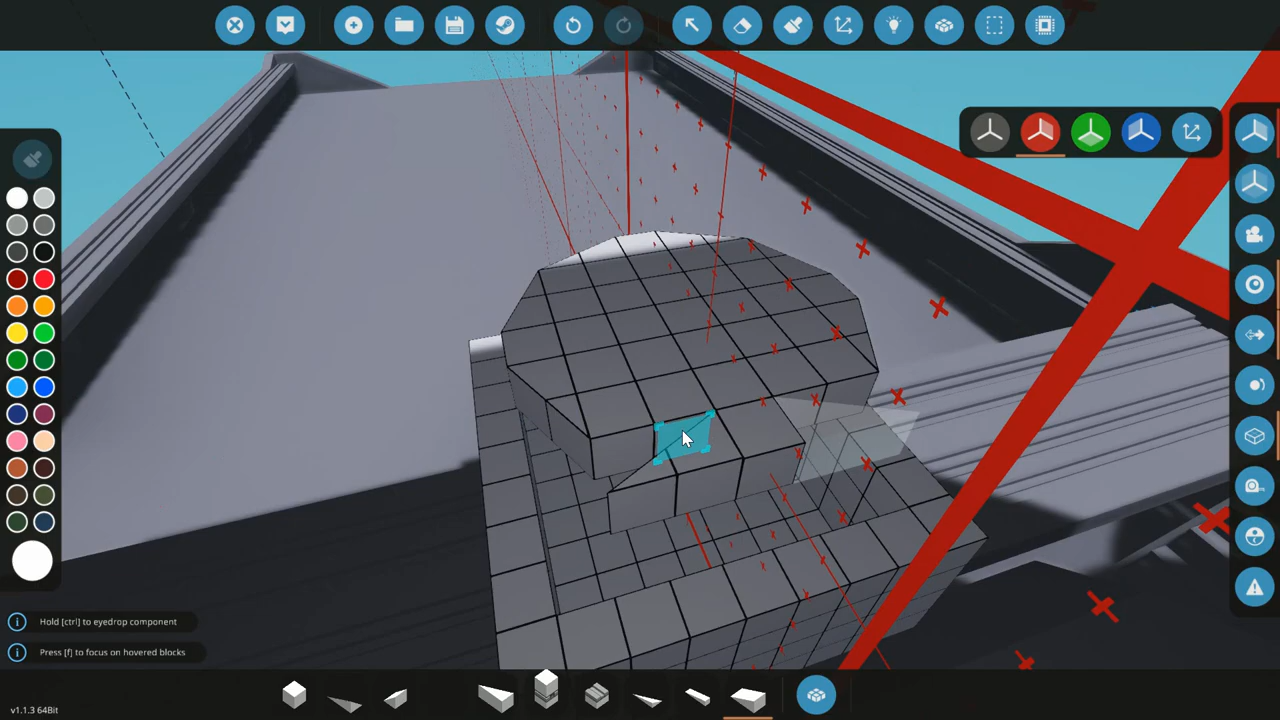 Hold [ctrl] to eyedrop component
Press [f] to focus on hovered blocks
v1.1.3 64Bit